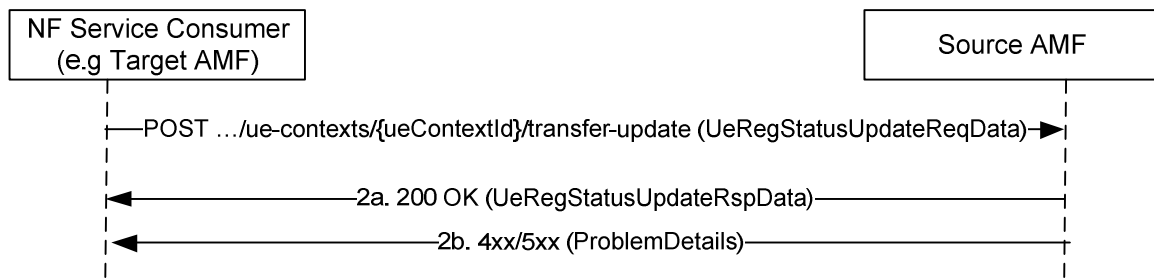 NF Service Consumer
(e.g Target AMF)
Source AMF
POST …/ue-contexts/{ueContextId}/transfer-update (UeRegStatusUpdateReqData)
2a. 200 OK (UeRegStatusUpdateRspData)
2b. 4xx/5xx (ProblemDetails)